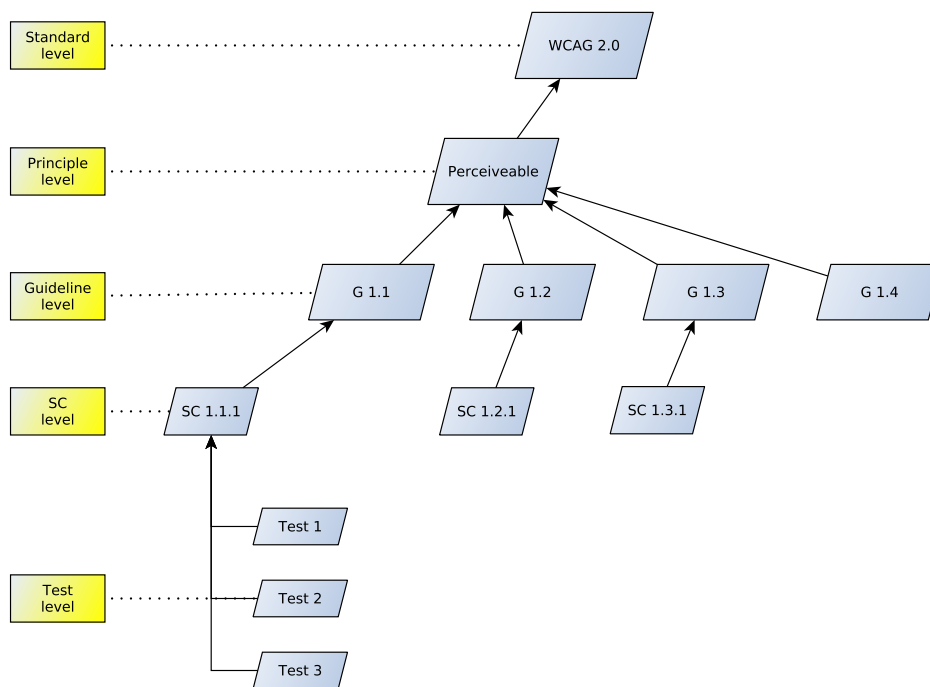 Standard
level
WCAG 2.0
Principle
level
Perceiveable
Guideline
level
G 1.1
G 1.2
G 1.3
G 1.4
SC
level
SC 1.1.1
SC 1.2.1
SC 1.3.1
Test 1
Test
level
Test 2
Test 3